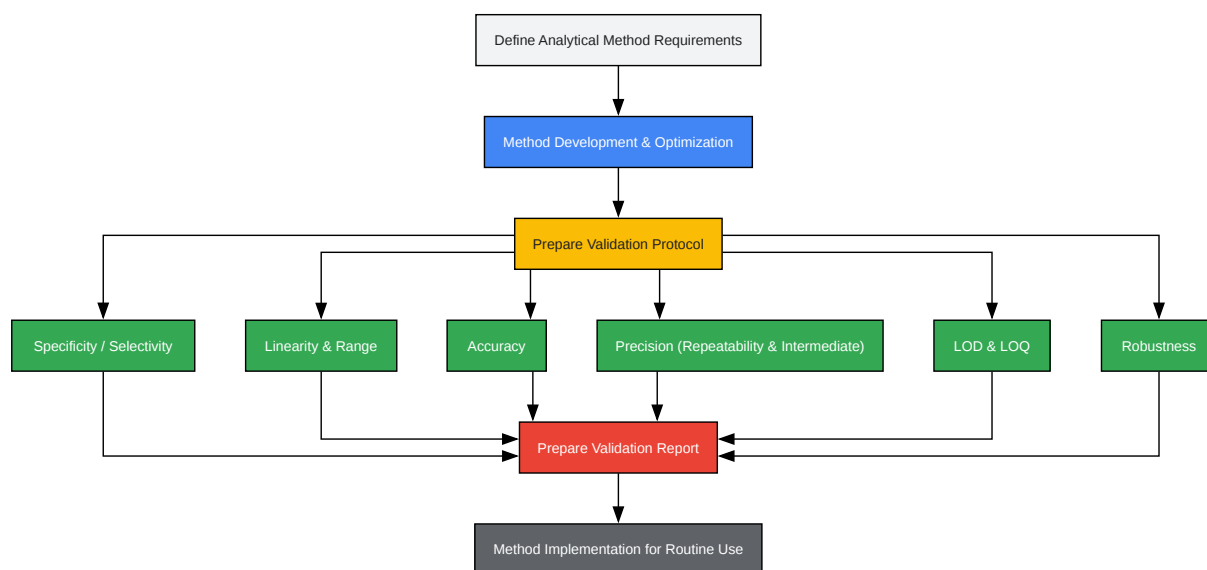 Define Analytical Method Requirements
Method Development & Optimization
Prepare Validation Protocol
Specificity / Selectivity
Linearity & Range
Accuracy
Precision (Repeatability & Intermediate)
LOD & LOQ
Robustness
Prepare Validation Report
Method Implementation for Routine Use